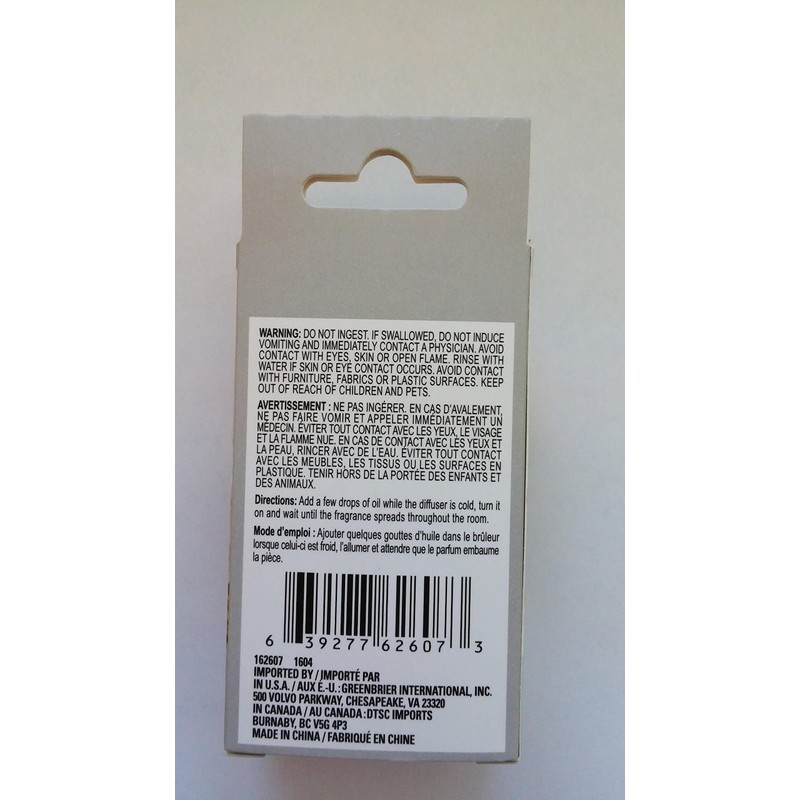 WARNING: DO NOT INGEST. IF SWALLOWED, DO NOT INDUCE
VOMITING AND IMMEDIATELY CONTACT A PHYSICIAN. AVOID
CONTACT WITH EYES, SKIN OR OPEN FLAME. RINSE WITH
WATER IF SKIN OR EYE CONTACT OCCURS. AVOID CONTACT
WITH FURNITURE, FABRICS OR PLASTIC SURFACES. KEEP
OUT OF REACH OF CHILDREN AND PETS.
AVERTISSEMENT : NE PAS INGÉRER. EN CAS D'AVALEMENT,
NE PAS FAIRE VOMIR ET APPELER IMMÉDIATEMENT UN
MÉDECIN. ÉVITER TOUT CONTACT AVEC LES YEUX, LE VISAGE
ET LA FLAMME NUE. EN CAS DE CONTACT AVEC LES YEUX ET
LA PEAU, RINCER AVEC DE L'EAU. ÉVITER TOUT CONTACT
AVEC LES MEUBLES, LES TISSUS OU LES SURFACES EN
PLASTIQUE. TENIR HORS DE LA PORTÉE DES ENFANTS ET
DES ANIMAUX.
Directions: Add a few drops of oil while the diffuser is cold, turn it
on and wait until the fragrance spreads throughout the room.
Mode d'emploi : Ajouter quelques gouttes d'huile dans le brûleur
lorsque celui-ci est froid, l'allumer et attendre que le parfum embaume
la pièce.
6 39277 62607 3
162607 1604
IMPORTED BY / IMPORTÉ PAR
IN U.S.A. / AUX É.-U. : GREENBRIER INTERNATIONAL, INC.
500 VOLVO PARKWAY, CHESAPEAKE, VA 23320
IN CANADA / AU CANADA : DTSC IMPORTS
BURNABY, BC V5G 4P3
MADE IN CHINA / FABRIQUÉ EN CHINE